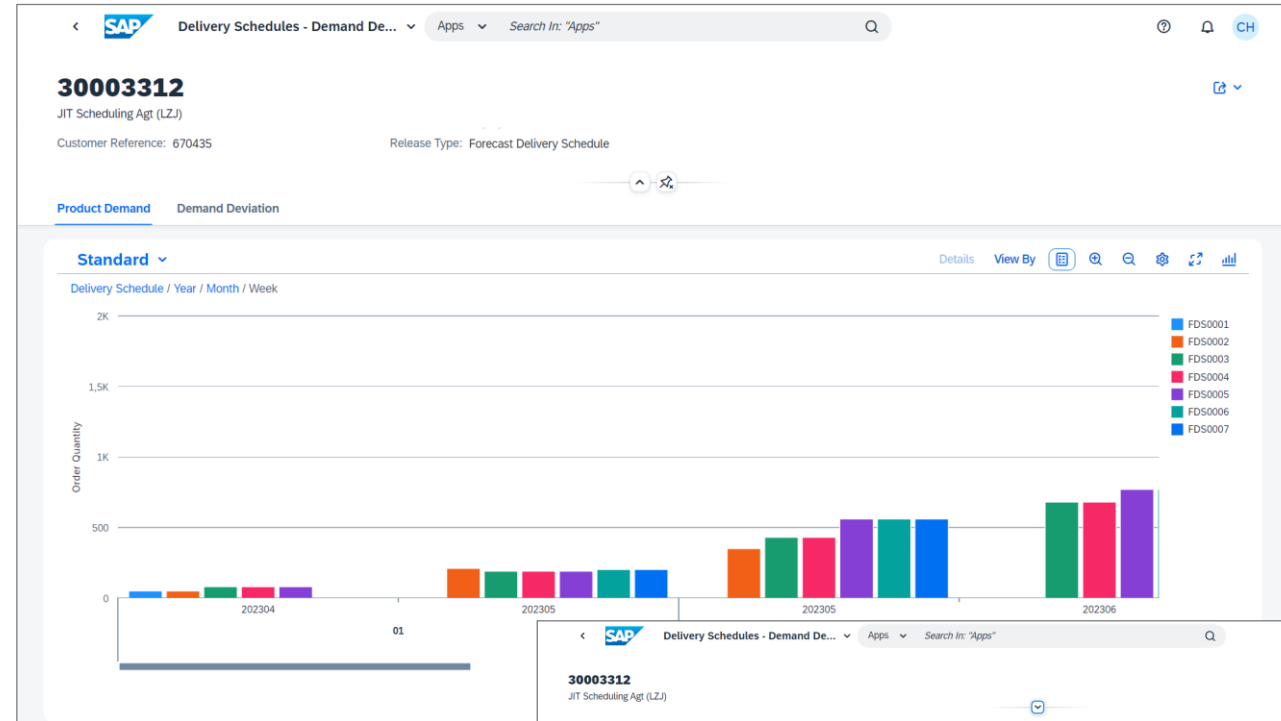 SAP Delivery Schedules - Demand De... Apps Search In: "Apps" CH
30003312
JIT Scheduling Agt (LZJ)
Customer Reference: 670435 Release Type: Forecast Delivery Schedule
Product Demand Demand Deviation
Standard Details View By
Delivery Schedule / Year / Month / Week
2K
1,5K
1K
500
0
Order Quantity
FDS0001
FDS0002
FDS0003
FDS0004
FDS0005
FDS0006
FDS0007
202304 202305 202305 202306
01
SAP Delivery Schedules - Demand De... Apps Search In: "Apps"
30003312
JIT Scheduling Agt (LZJ)